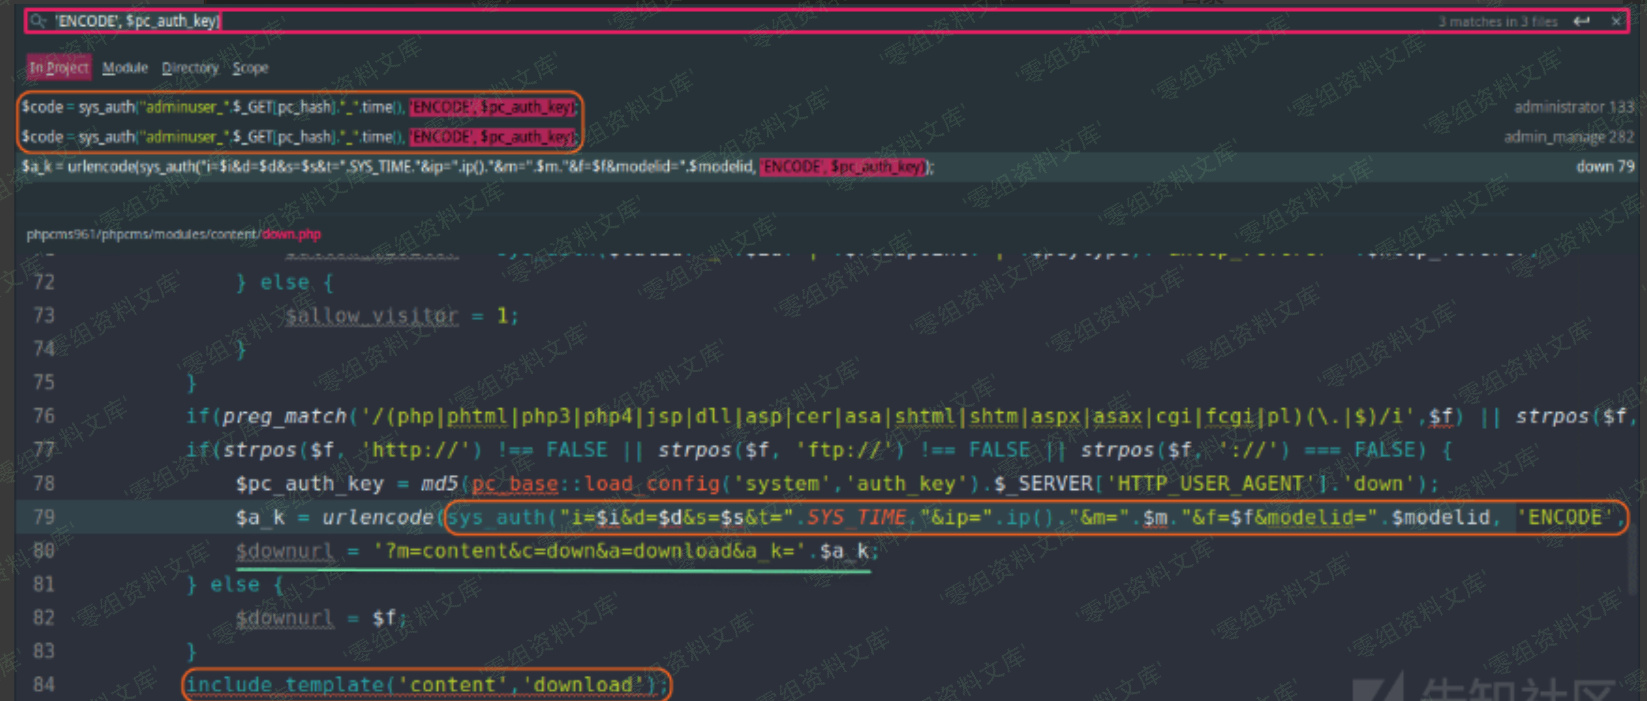 'ENCODE', $pc_auth_key)
3 matches in 3 files
In Project Module Directory Scope
$code = sys_auth("adminuser_".$_GET[pc_hash]."_".time(), 'ENCODE', $pc_auth_key); administrator 133
$code = sys_auth("adminuser_".$_GET[pc_hash]."_".time(), 'ENCODE', $pc_auth_key); admin_manage 282
$a_k = urlencode(sys_auth("i=$i&d=$d&s=$s&t=".SYS_TIME."&ip=".ip()."&m=".$m."&f=$f&modelid=".$modelid, 'ENCODE', $pc_auth_key)); down 79
phpcms961/phpcms/modules/content/down.php
72 } else {
73 $allow_visitor = 1;
74 }
75 }
76 if(preg_match('/(php|phtml|php3|php4|jsp|dll|asp|cer|asa|shtml|shtm|aspx|asax|cgi|fcgi|pl)(\.|$)/i',$f) || strpos($f,
77 if(strpos($f, 'http://') !== FALSE || strpos($f, 'ftp://') !== FALSE || strpos($f, '://') === FALSE) {
78 $pc_auth_key = md5(pc_base::load_config('system','auth_key').$_SERVER['HTTP_USER_AGENT'].'down');
79 $a_k = urlencode(sys_auth("i=$i&d=$d&s=$s&t=".SYS_TIME."&ip=".ip()."&m=".$m."&f=$f&modelid=".$modelid, 'ENCODE',
80 $downurl = '?m=content&c=down&a=download&a_k='.$a_k;
81 } else {
82 $downurl = $f;
83 }
84 include template('content','download');
'零组资料文库'